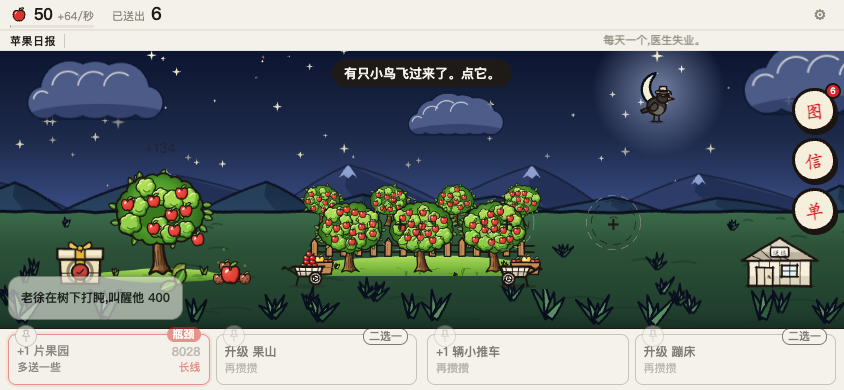 50 +64/秒 已送出 6
苹果日报
每天一个,医生失业。
有只小鸟飞过来了。点它。
+134
6
图
信
单
老徐在树下打盹,叫醒他 400
瓶颈
+1 片果园 8028
多送一些 长线
二选一
升级 果山
再攒攒
+1 辆小推车
再攒攒
二选一
升级 蹦床
再攒攒